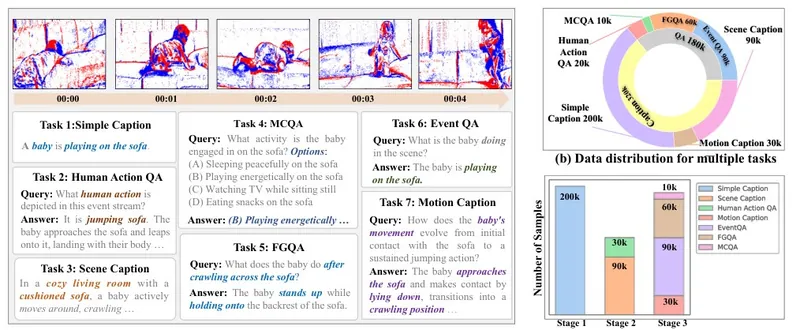 00:00
00:01
00:02
00:03
00:04
Task 1:Simple Caption
A baby is playing on the sofa.
Task 2: Human Action QA
Query: What human action is
depicted in this event stream?
Answer: It is jumping sofa. The
baby approaches the sofa and leaps
onto it, landing with their body …
Task 3: Scene Caption
In a cozy living room with a
cushioned sofa, a baby actively
moves around, crawling …
Task 4: MCQA
Query: What activity is the baby
engaged in on the sofa? Options:
(A) Sleeping peacefully on the sofa
(B) Playing energetically on the sofa
(C) Watching TV while sitting still
(D) Eating snacks on the sofa
Answer: (B) Playing energetically …
Task 5: FGQA
Query: What does the baby do after
crawling across the sofa?
Answer: The baby stands up while
holding onto the backrest of the sofa.
Task 6: Event QA
Query: What is the baby doing
in the scene?
Answer: The baby is playing
on the sofa.
Task 7: Motion Caption
Query: How does the baby's
movement evolve from initial
contact with the sofa to a
sustained jumping action?
Answer: The baby approaches
the sofa and makes contact by
lying down, transitions into a
crawling position …
MCQA 10k
FGQA 60k
Event QA 90k
Scene Caption
90k
Human
Action
QA 20k
QA 180k
Simple
Caption 200k
Caption 320k
Motion Caption 30k
(b) Data distribution for multiple tasks
Number of Samples
200k
30k
90k
10k
60k
90k
30k
Simple Caption
Scene Caption
Human Action QA
Motion Caption
EventQA
FGQA
MCQA
Stage 1
Stage 2
Stage 3